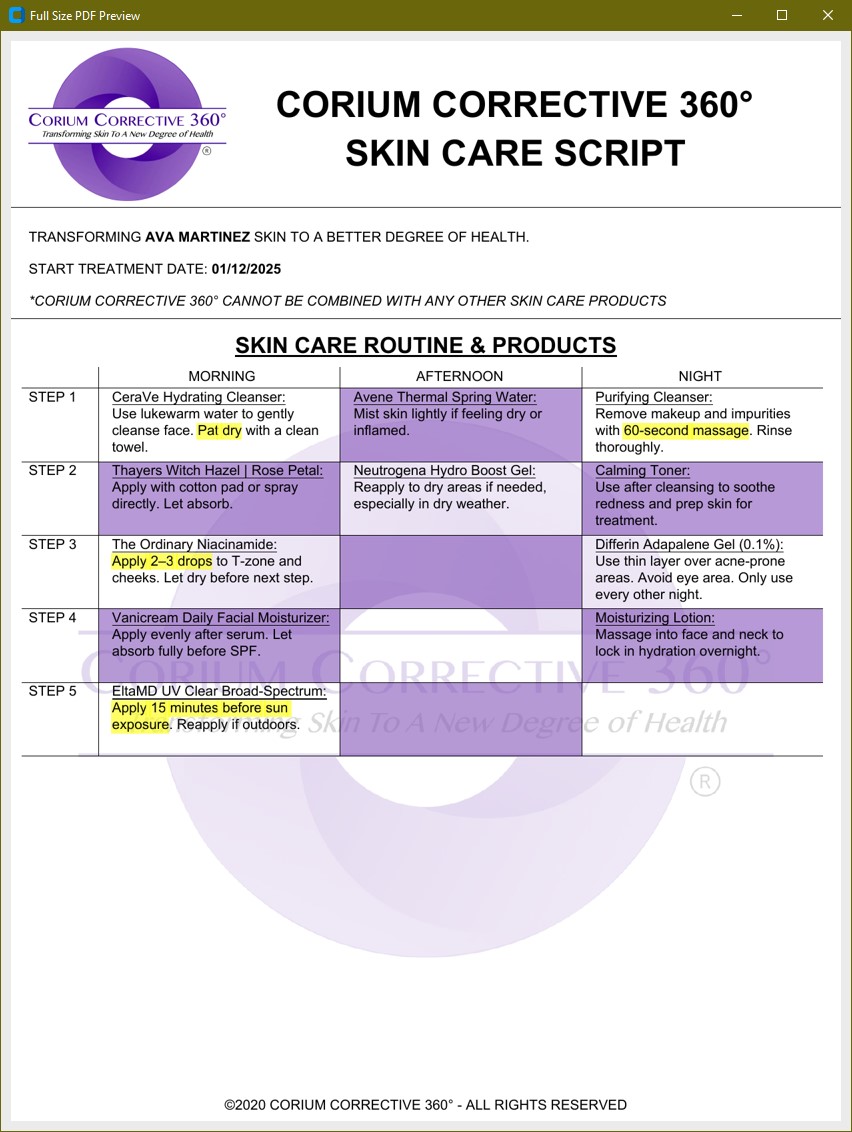 Full Size PDF Preview
CORIUM CORRECTIVE 360°
Transforming Skin To A New Degree of Health
®
CORIUM CORRECTIVE 360°
SKIN CARE SCRIPT
TRANSFORMING AVA MARTINEZ SKIN TO A BETTER DEGREE OF HEALTH.
START TREATMENT DATE: 01/12/2025
*CORIUM CORRECTIVE 360° CANNOT BE COMBINED WITH ANY OTHER SKIN CARE PRODUCTS
SKIN CARE ROUTINE & PRODUCTS
MORNING
AFTERNOON
NIGHT
STEP 1
CeraVe Hydrating Cleanser:
Use lukewarm water to gently
cleanse face. Pat dry with a clean
towel.
Avene Thermal Spring Water:
Mist skin lightly if feeling dry or
inflamed.
Purifying Cleanser:
Remove makeup and impurities
with 60-second massage. Rinse
thoroughly.
STEP 2
Thayers Witch Hazel | Rose Petal:
Apply with cotton pad or spray
directly. Let absorb.
Neutrogena Hydro Boost Gel:
Reapply to dry areas if needed,
especially in dry weather.
Calming Toner:
Use after cleansing to soothe
redness and prep skin for
treatment.
STEP 3
The Ordinary Niacinamide:
Apply 2–3 drops to T-zone and
cheeks. Let dry before next step.
Differin Adapalene Gel (0.1%):
Use thin layer over acne-prone
areas. Avoid eye area. Only use
every other night.
STEP 4
Vanicream Daily Facial Moisturizer:
Apply evenly after serum. Let
absorb fully before SPF.
Moisturizing Lotion:
Massage into face and neck to
lock in hydration overnight.
STEP 5
EltaMD UV Clear Broad-Spectrum:
Apply 15 minutes before sun
exposure. Reapply if outdoors.
CORIUM CORRECTIVE 360°
Transforming Skin To A New Degree of Health
®
©2020 CORIUM CORRECTIVE 360° - ALL RIGHTS RESERVED